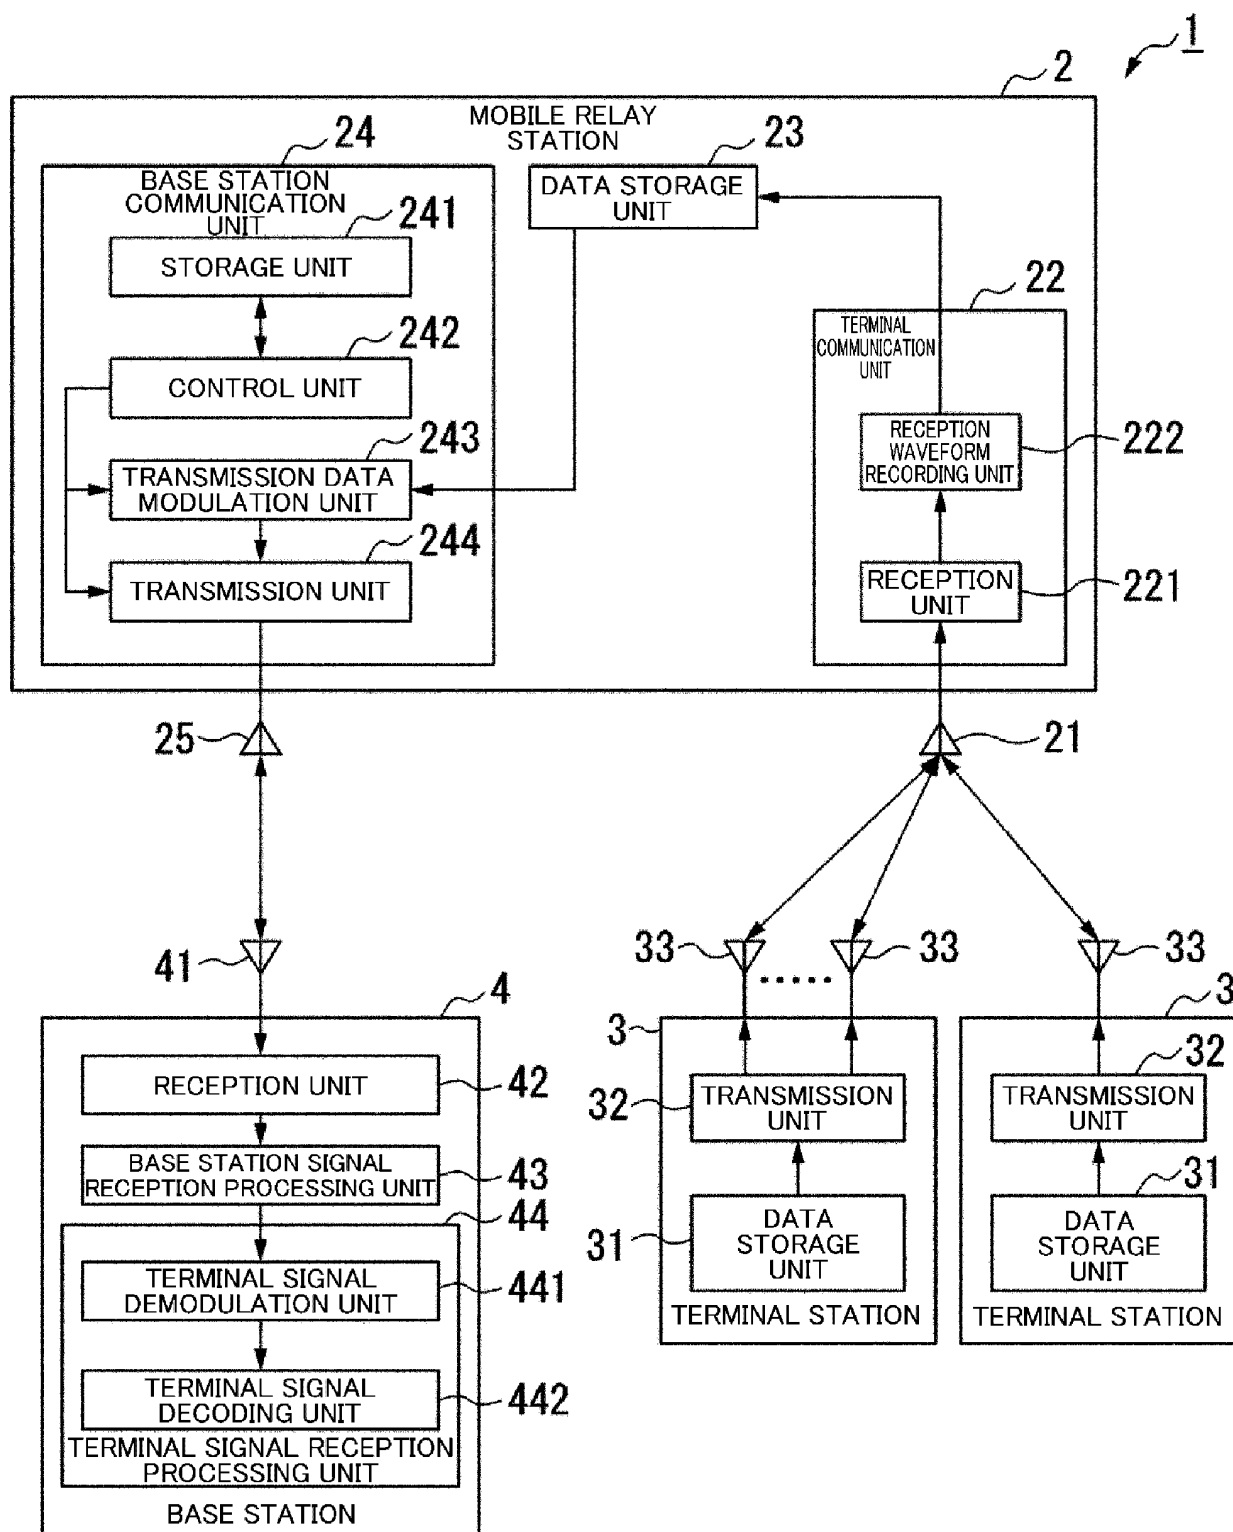 1
2
MOBILE RELAY
STATION
24
23
BASE STATION
COMMUNICATION
UNIT
241
DATA STORAGE
UNIT
STORAGE UNIT
22
242
TERMINAL
COMMUNICATION
UNIT
CONTROL UNIT
243
RECEPTION
WAVEFORM
RECORDING UNIT
222
TRANSMISSION DATA
MODULATION UNIT
244
TRANSMISSION UNIT
RECEPTION
UNIT
221
25
21
41
33
33
33
4
3
3
RECEPTION UNIT
42
32
TRANSMISSION
UNIT
32
TRANSMISSION
UNIT
BASE STATION SIGNAL
RECEPTION PROCESSING UNIT
43
44
31
DATA
STORAGE
UNIT
31
DATA
STORAGE
UNIT
TERMINAL SIGNAL
DEMODULATION UNIT
441
TERMINAL STATION
TERMINAL STATION
TERMINAL SIGNAL
DECODING UNIT
442
TERMINAL SIGNAL RECEPTION
PROCESSING UNIT
BASE STATION